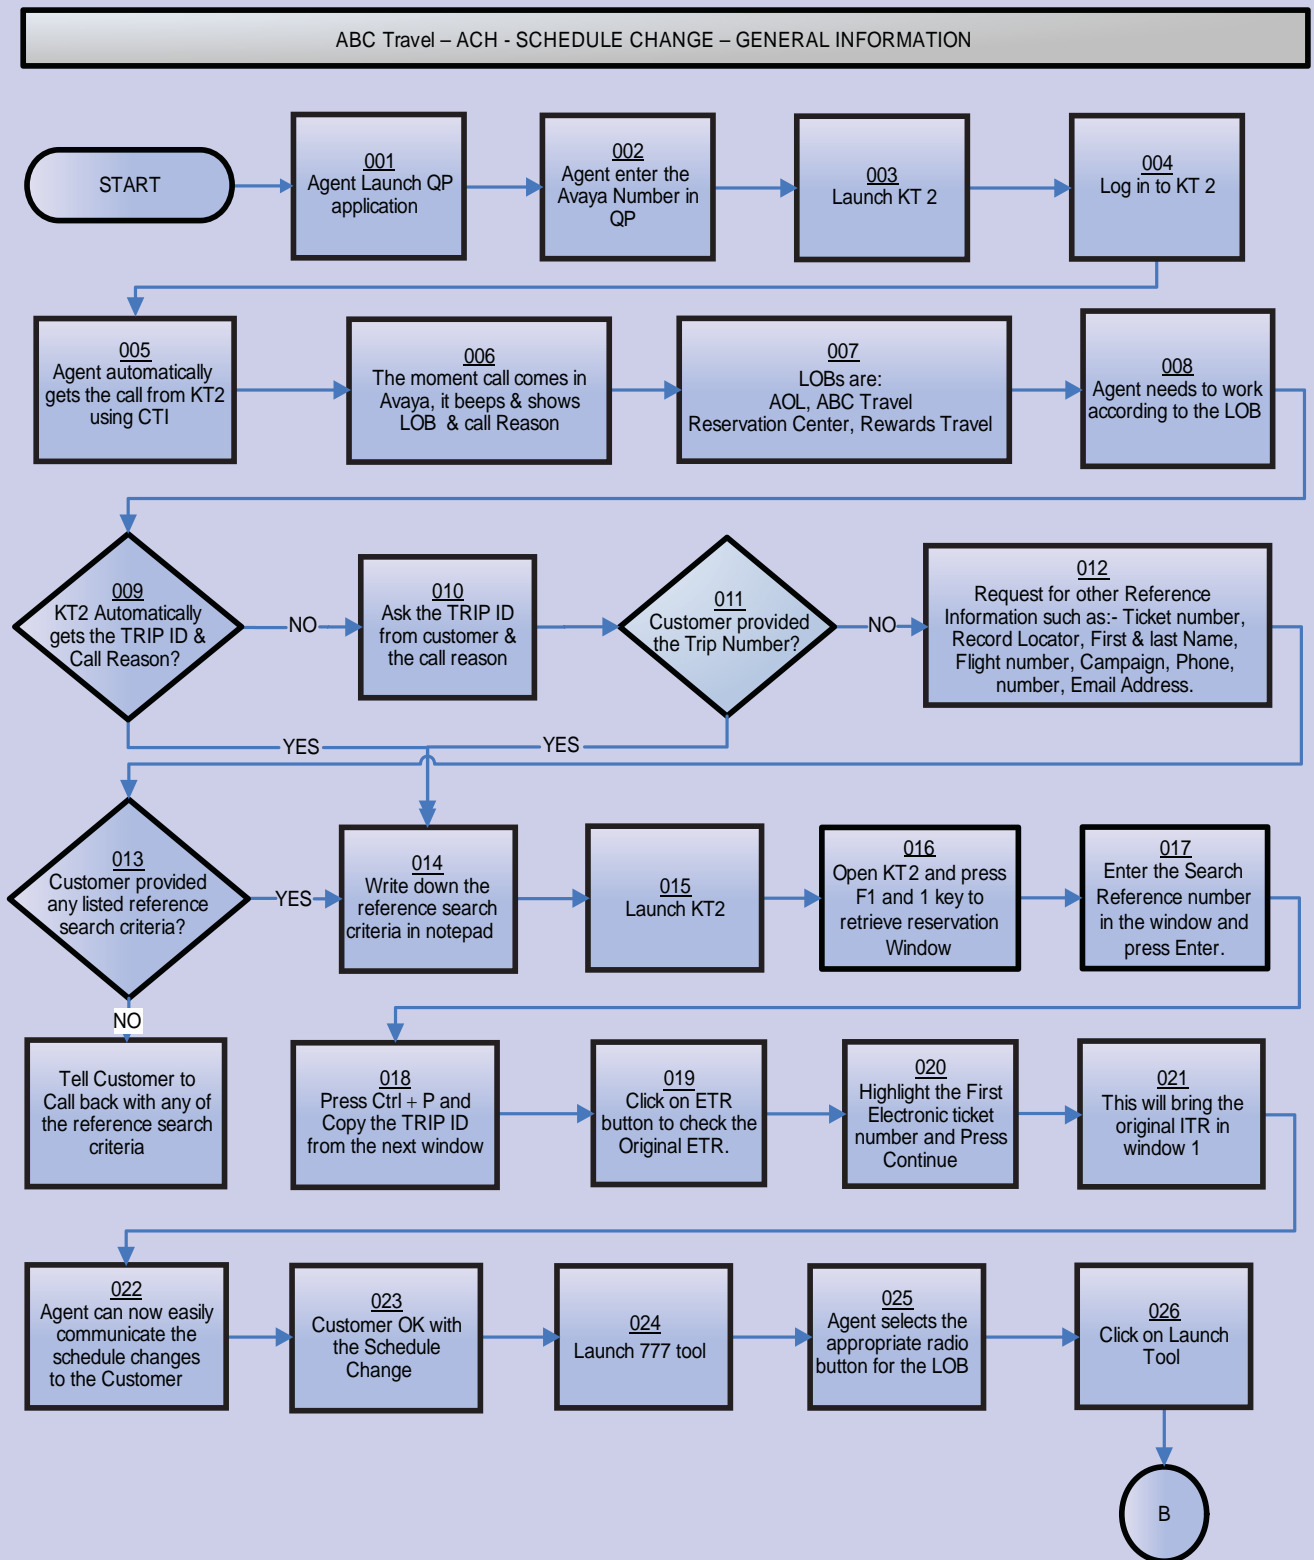 ABC Travel – ACH - SCHEDULE CHANGE – GENERAL INFORMATION
START
001
Agent Launch QP
application
002
Agent enter the
Avaya Number in
QP
003
Launch KT 2
004
Log in to KT 2
005
Agent automatically
gets the call from KT2
using CTI
006
The moment call comes in
Avaya, it beeps & shows
LOB & call Reason
007
LOBs are:
AOL, ABC Travel
Reservation Center, Rewards Travel
008
Agent needs to work
according to the LOB
009
KT2 Automatically
gets the TRIP ID &
Call Reason?
NO
010
Ask the TRIP ID
from customer &
the call reason
011
Customer provided
the Trip Number?
NO
012
Request for other Reference
Information such as:- Ticket number,
Record Locator, First & last Name,
Flight number, Campaign, Phone,
number, Email Address.
YES
YES
013
Customer provided
any listed reference
search criteria?
YES
014
Write down the
reference search
criteria in notepad
015
Launch KT2
016
Open KT2 and press
F1 and 1 key to
retrieve reservation
Window
017
Enter the Search
Reference number
in the window and
press Enter.
NO
Tell Customer to
Call back with any of
the reference search
criteria
018
Press Ctrl + P and
Copy the TRIP ID
from the next window
019
Click on ETR
button to check the
Original ETR.
020
Highlight the First
Electronic ticket
number and Press
Continue
021
This will bring the
original ITR in
window 1
022
Agent can now easily
communicate the
schedule changes
to the Customer
023
Customer OK with
the Schedule
Change
024
Launch 777 tool
025
Agent selects the
appropriate radio
button for the LOB
026
Click on Launch
Tool
B